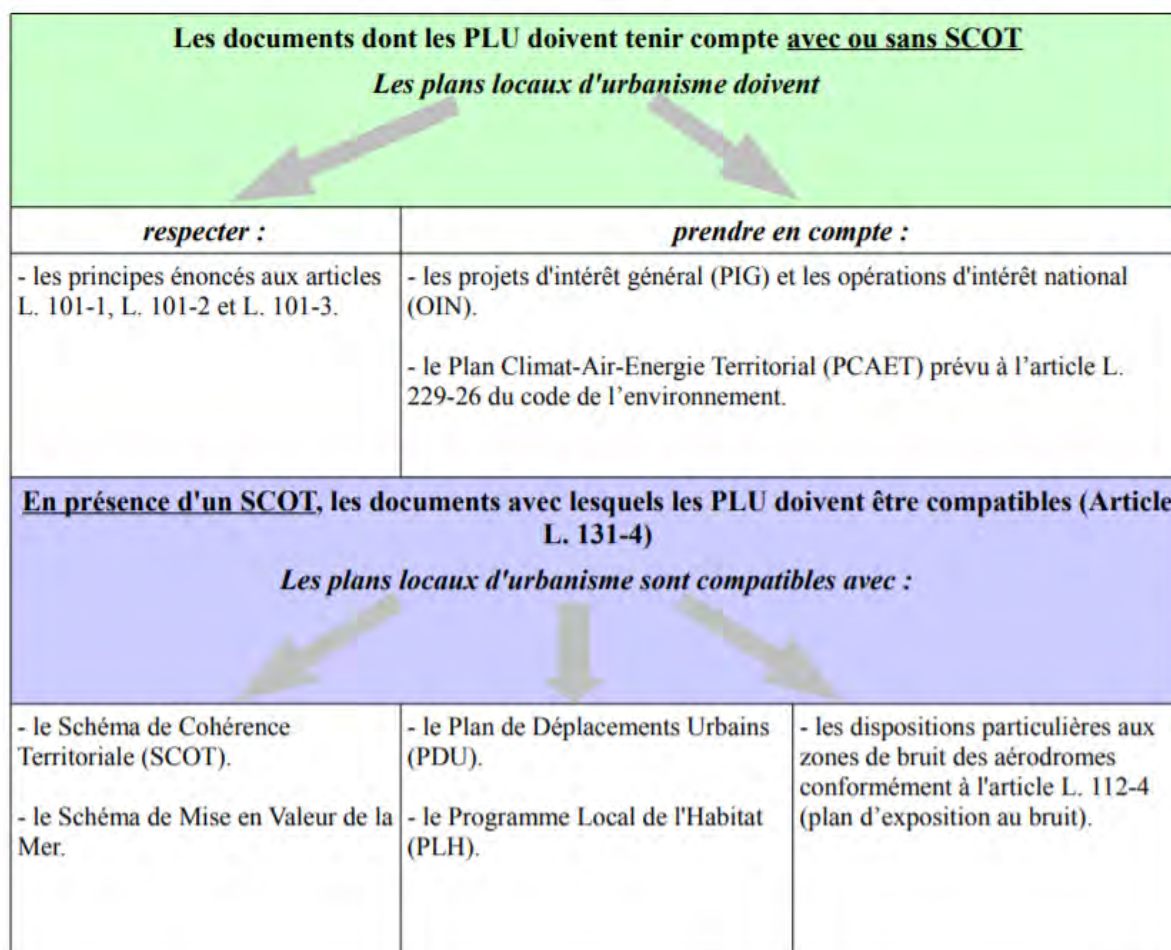 Les documents dont les PLU doivent tenir compte avec ou sans SCOT
Les plans locaux d'urbanisme doivent
respecter :
prendre en compte :
- les principes énoncés aux articles
L. 101-1, L. 101-2 et L. 101-3.
- les projets d'intérêt général (PIG) et les opérations d'intérêt national
(OIN).
- le Plan Climat-Air-Energie Territorial (PCAET) prévu à l’article L.
229-26 du code de l’environnement.
En présence d'un SCOT, les documents avec lesquels les PLU doivent être compatibles (Article
L. 131-4)
Les plans locaux d'urbanisme sont compatibles avec :
- le Schéma de Cohérence
Territoriale (SCOT).
- le Schéma de Mise en Valeur de la
Mer.
- le Plan de Déplacements Urbains
(PDU).
- le Programme Local de l'Habitat
(PLH).
- les dispositions particulières aux
zones de bruit des aérodromes
conformément à l'article L. 112-4
(plan d’exposition au bruit).